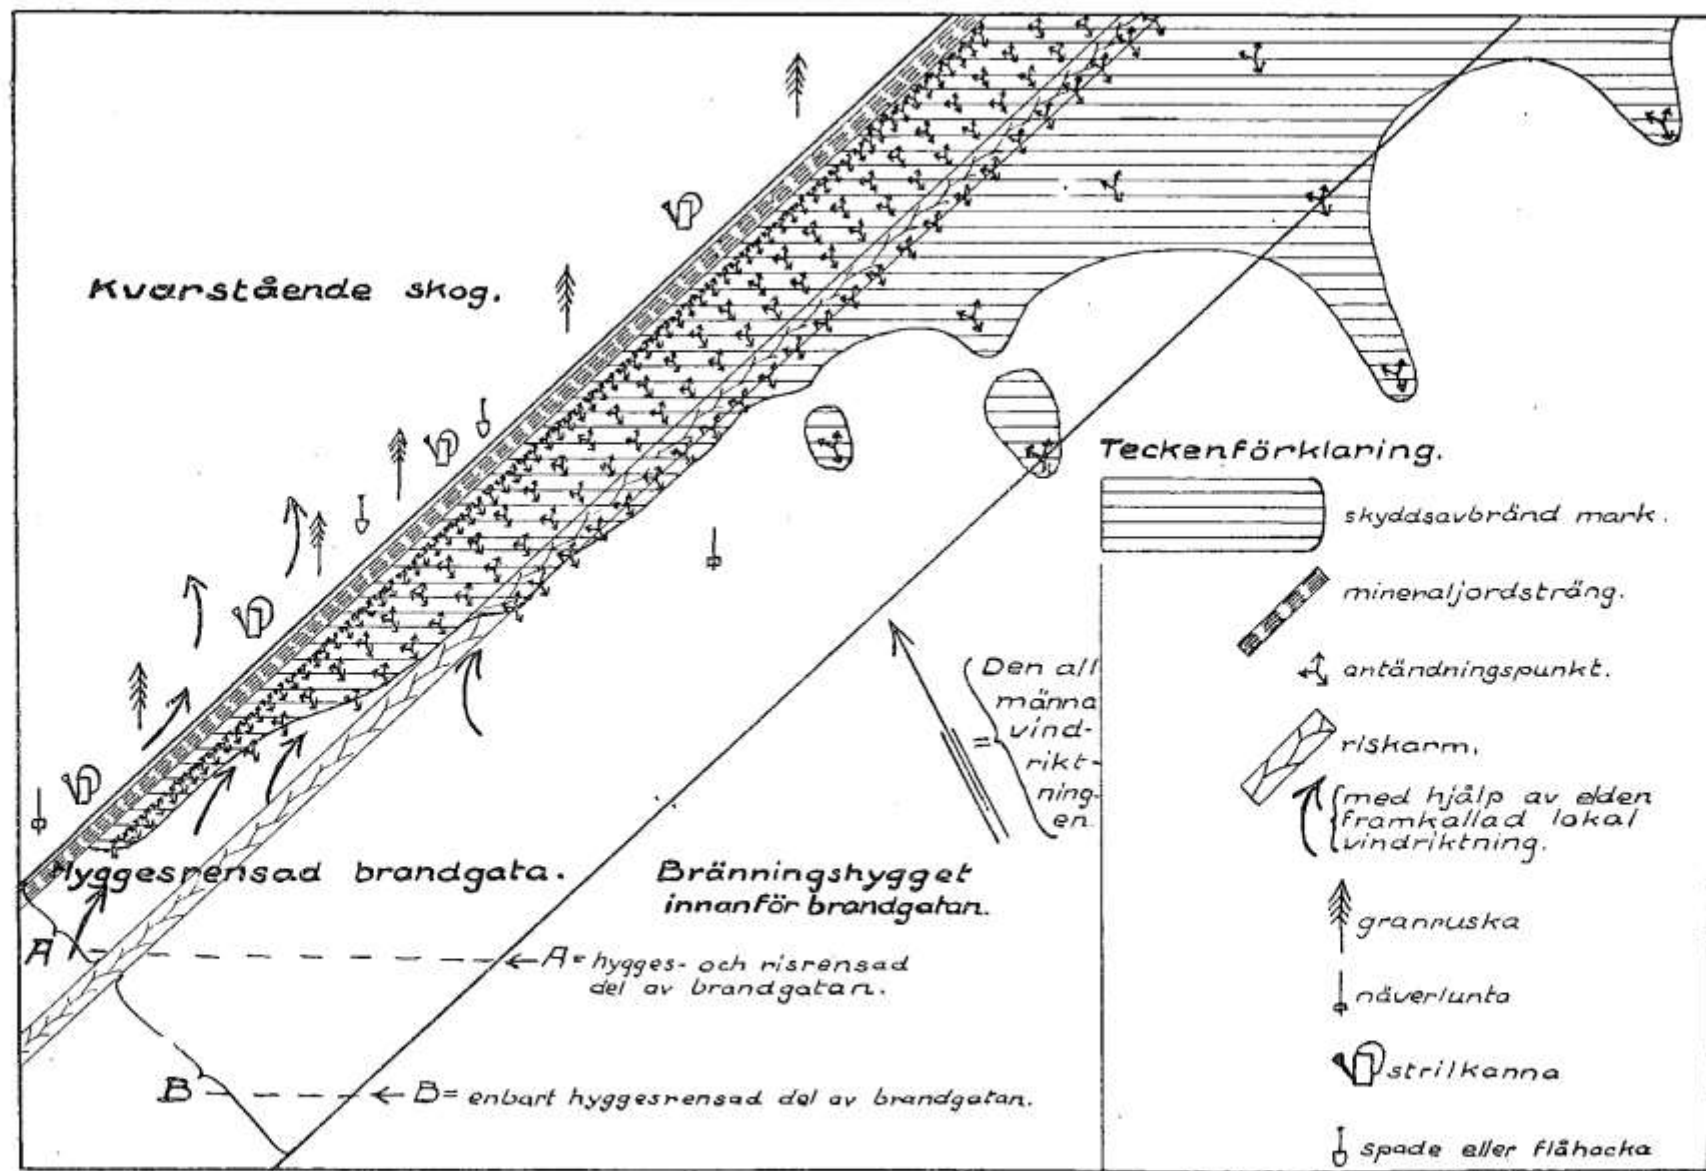 Kvarstående skog.
Hyggesrensad brandgata.
Bränningshygget
innanför brandgatan.
Den all
männa
vind-
rikt-
ning-
en
=
A
A = hygges- och risrensad
del av brandgatan.
B
B = enbart hyggesrensad del av brandgatan.
Teckenförklaring.
skyddsavbränd mark.
mineraljordsträng.
antändningspunkt.
riskarm.
med hjälp av elden
framkallad lokal
vindriktning.
granruska
näverlunta
strilkanna
spade eller flåhacka